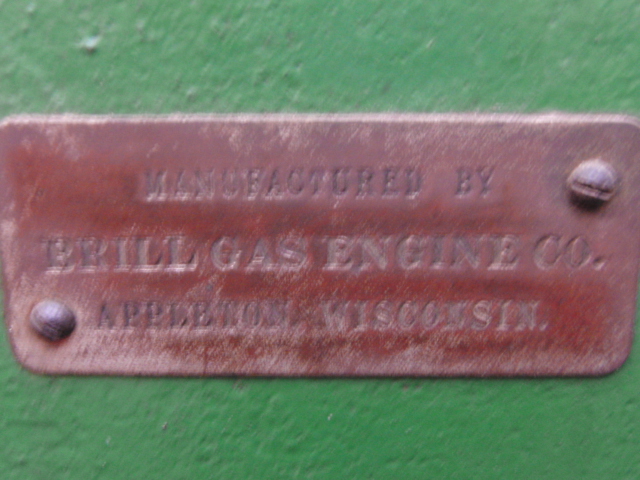 MANUFACTURED BY
BRILL GAS ENGINE CO.
APPLETON, WISCONSIN.